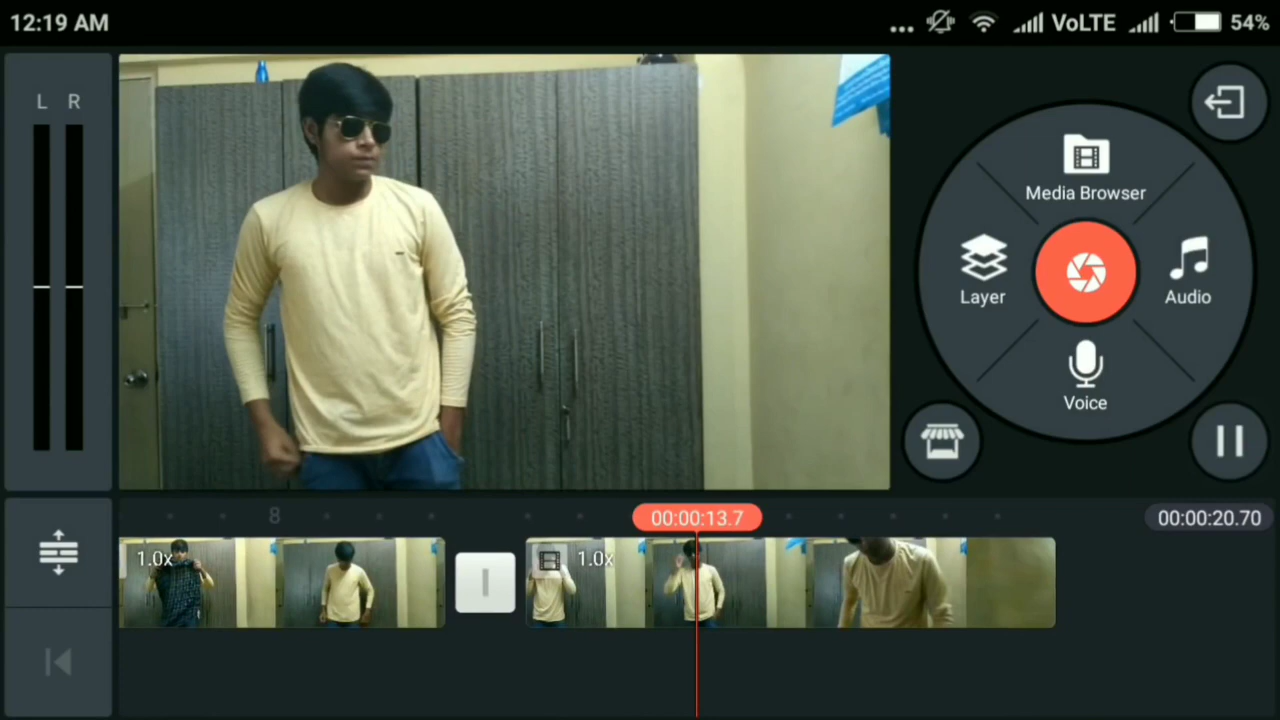 12:19 AM
... VoLTE 54%
L R
Media Browser
Layer
Audio
Voice
8
00:00:13.7
00:00:20.70
1.0x
1.0x